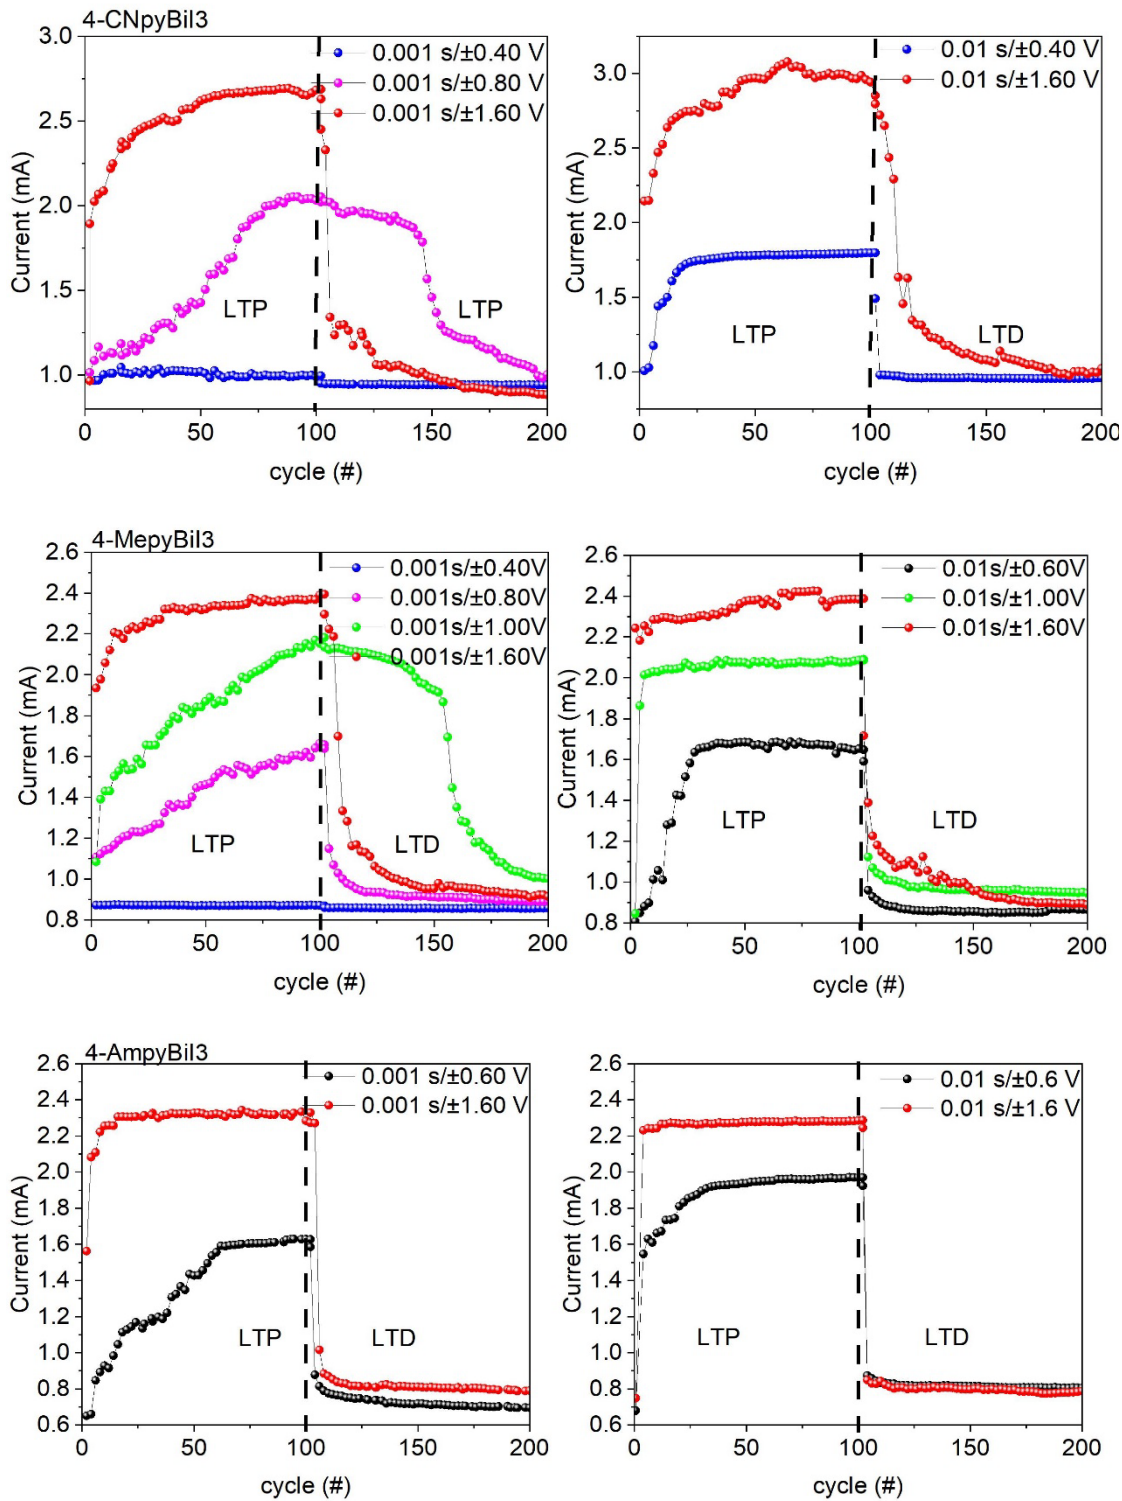 4-CNpyBiI3
0.001 s/±0.40 V
0.001 s/±0.80 V
0.001 s/±1.60 V
Current (mA)
3.0
2.5
2.0
1.5
1.0
LTP
LTP
0 50 100 150 200
cycle (#)
0.01 s/±0.40 V
0.01 s/±1.60 V
Current (mA)
3.0
2.5
2.0
1.5
1.0
LTP
LTD
0 50 100 150 200
cycle (#)
4-MepyBiI3
0.001s/±0.40V
0.001s/±0.80V
0.001s/±1.00V
0.001s/±1.60V
Current (mA)
2.6
2.4
2.2
2.0
1.8
1.6
1.4
1.2
1.0
0.8
LTP
LTD
0 50 100 150 200
cycle (#)
0.01s/±0.60V
0.01s/±1.00V
0.01s/±1.60V
Current (mA)
2.6
2.4
2.2
2.0
1.8
1.6
1.4
1.2
1.0
0.8
LTP
LTD
0 50 100 150 200
cycle (#)
4-AmpyBiI3
0.001 s/±0.60 V
0.001 s/±1.60 V
Current (mA)
2.6
2.4
2.2
2.0
1.8
1.6
1.4
1.2
1.0
0.8
0.6
LTP
LTD
0 50 100 150 200
cycle (#)
0.01 s/±0.6 V
0.01 s/±1.6 V
Current (mA)
2.6
2.4
2.2
2.0
1.8
1.6
1.4
1.2
1.0
0.8
0.6
LTP
LTD
0 50 100 150 200
cycle (#)